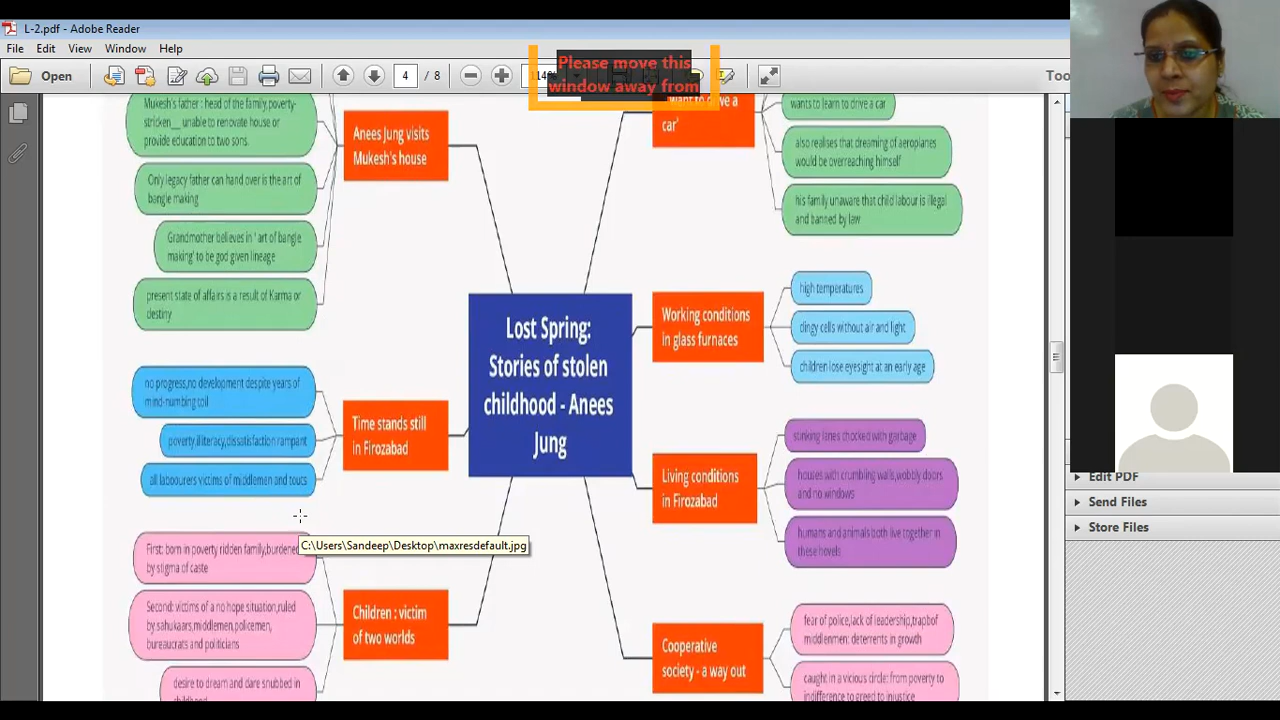 L-2.pdf - Adobe Reader
File Edit View Window Help
Open
4 / 8
Please move this
window away from
Mukesh's father : head of the family,poverty-
stricken__ unable to renovate house or
provide education to two sons.
Only legacy father can hand over is the art of
bangle making
Grandmother believes in ' art of bangle
making' to be god given lineage
present state of affairs is a result of Karma or
destiny
Anees Jung visits
Mukesh's house
car'
wants to learn to drive a car
also realises that dreaming of aeroplanes
would be overreaching himself
his family unaware that child labour is illegal
and banned by law
Lost Spring:
Stories of stolen
childhood - Anees
Jung
Working conditions
in glass furnaces
high temperatures
dingy cells without air and light
children lose eyesight at an early age
no progress,no development despite years of
mind-numbing toil
poverty,illiteracy,dissatisfaction rampant
all labourers victims of middlemen and touts
Time stands still
in Firozabad
Living conditions
in Firozabad
stinking lanes chocked with garbage
houses with crumbling walls,wobbly doors
and no windows
humans and animals both live together in
these hovels
First: born in poverty ridden family,burdene
by stigma of caste
C:\Users\Sandeep\Desktop\maxresdefault.jpg
Second: victims of a no hope situation,ruled
by sahukaars,middlemen,policemen,
bureaucrats and politicians
desire to dream and dare snubbed in
Children : victim
of two worlds
Cooperative
society - a way out
fear of police,lack of leadership,trapbof
middlenmen: deterrents in growth
caught in a vicious circle: from poverty to
indifference to greed to injustice
Edit PDF
Send Files
Store Files